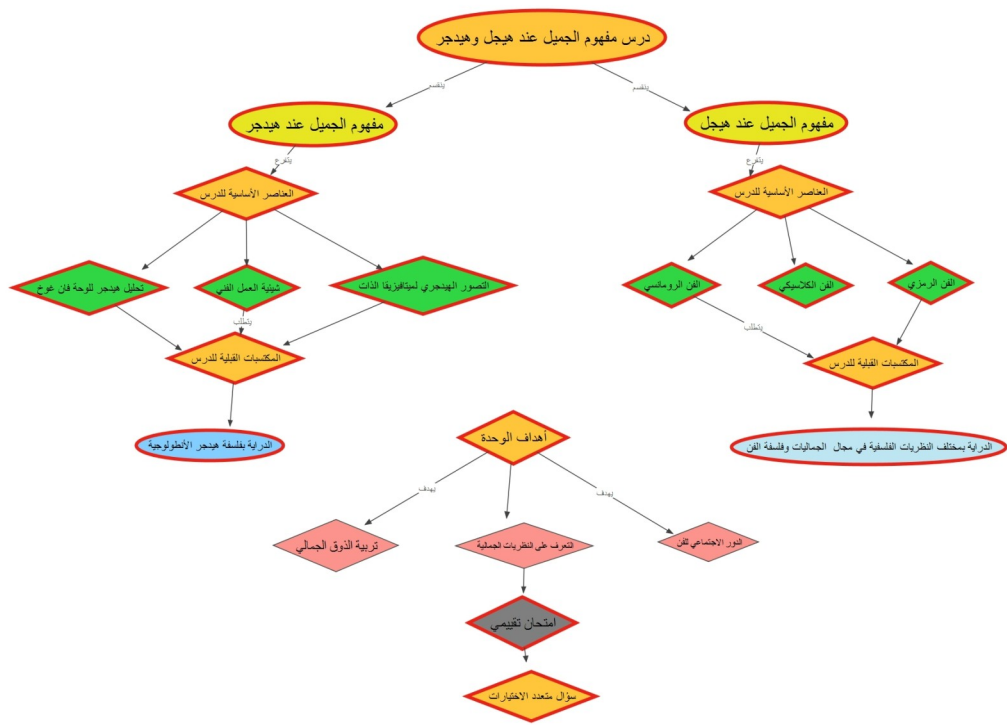 درس مفهوم الجميل عند هيجل وهيدجر
ينقسم
ينقسم
مفهوم الجميل عند هيجل
مفهوم الجميل عند هيدجر
يتفرع
يتفرع
العناصر الأساسية للدرس
العناصر الأساسية للدرس
الفن الرمزي
الفن الكلاسيكي
الفن الرومانسي
التصور الهيدجري لميتافيزيقا الذات
شيئية العمل الفني
تحليل هيدجر للوحة فان غوخ
يتطلب
يتطلب
المكتسبات القبلية للدرس
المكتسبات القبلية للدرس
الدراية بمختلف النظريات الفلسفية في مجال الجماليات وفلسفة الفن
الدراية بفلسفة هيدجر الأنطولوجية
أهداف الوحدة
يهدف
يهدف
الدور الاجتماعي للفن
التعرف على النظريات الجمالية
تربية الذوق الجمالي
امتحان تقييمي
سؤال متعدد الاختيارات